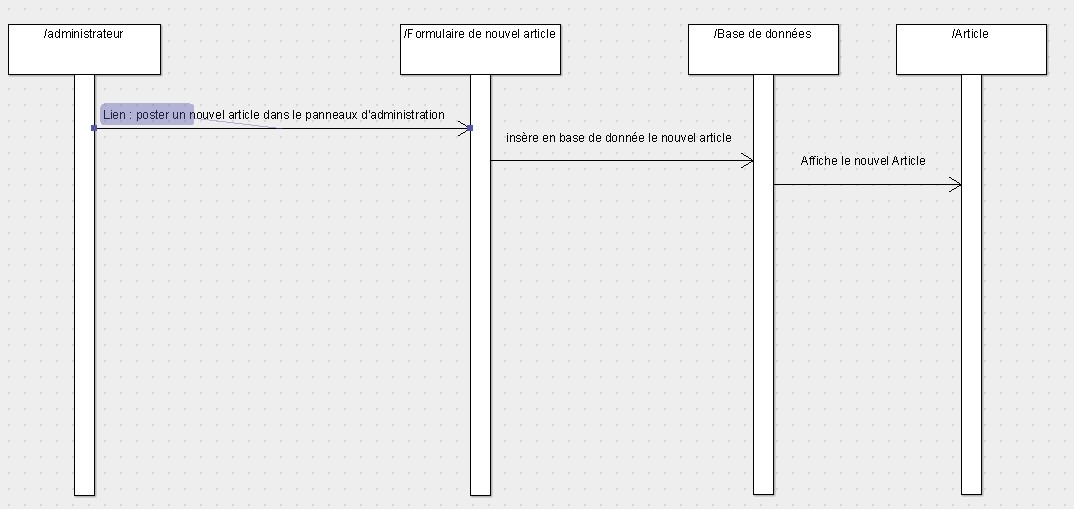 /administrateur
/Formulaire de nouvel article
/Base de données
/Article
Lien : poster un nouvel article dans le panneaux d'administration
insère en base de donnée le nouvel article
Affiche le nouvel Article